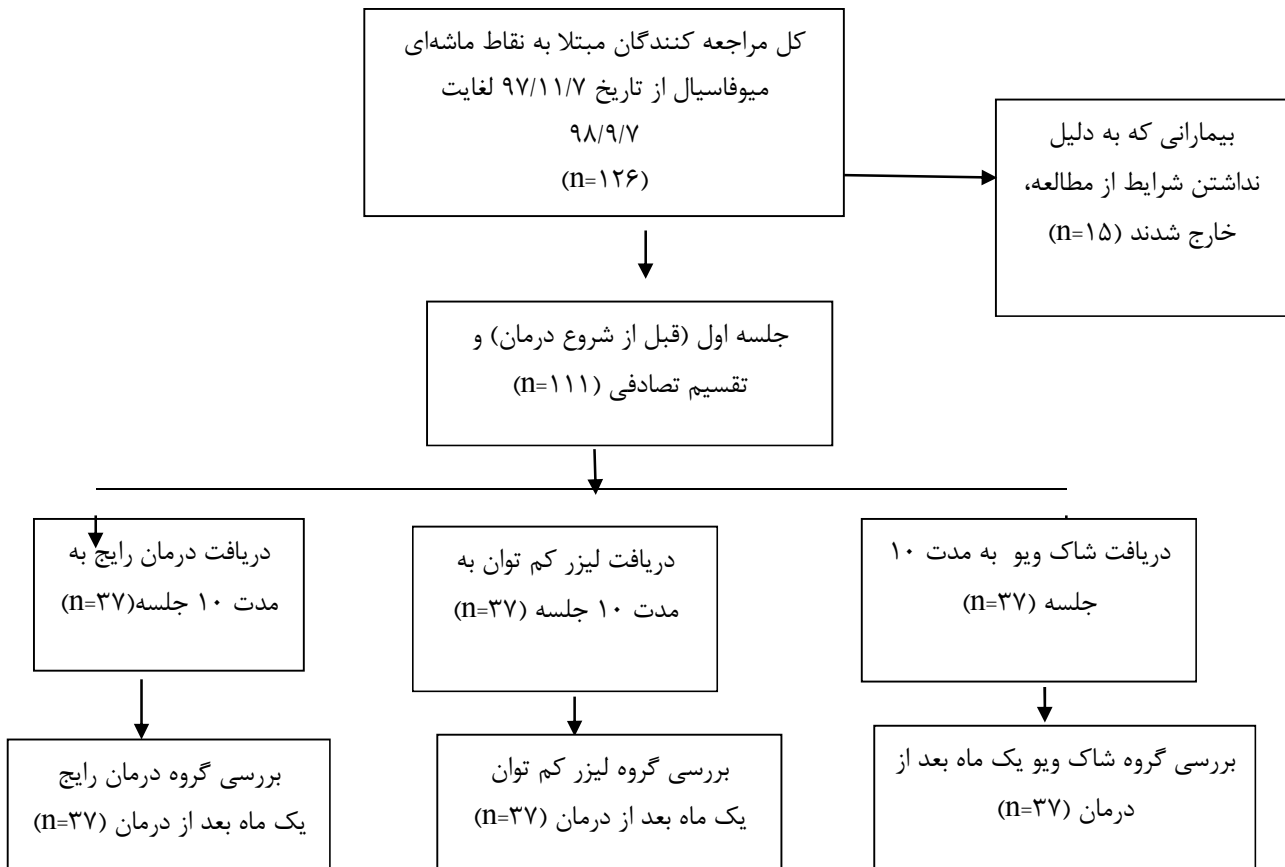 کل مراجعه کنندگان مبتلا به نقاط ماشه‌ای
میوفاسیال از تاریخ ۹۷/۱۱/۷ لغایت
۹۸/۹/۷
(n=۱۲۶)
بیمارانی که به دلیل
نداشتن شرایط از مطالعه،
خارج شدند (n=۱۵)
جلسه اول (قبل از شروع درمان) و
تقسیم تصادفی (n=۱۱۱)
دریافت شاک ویو به مدت ۱۰
جلسه (n=۳۷)
دریافت لیزر کم توان به
مدت ۱۰ جلسه (n=۳۷)
دریافت درمان رایج به
مدت ۱۰ جلسه(n=۳۷)
بررسی گروه شاک ویو یک ماه بعد از
درمان (n=۳۷)
بررسی گروه لیزر کم توان
یک ماه بعد از درمان (n=۳۷)
بررسی گروه درمان رایج
یک ماه بعد از درمان (n=۳۷)